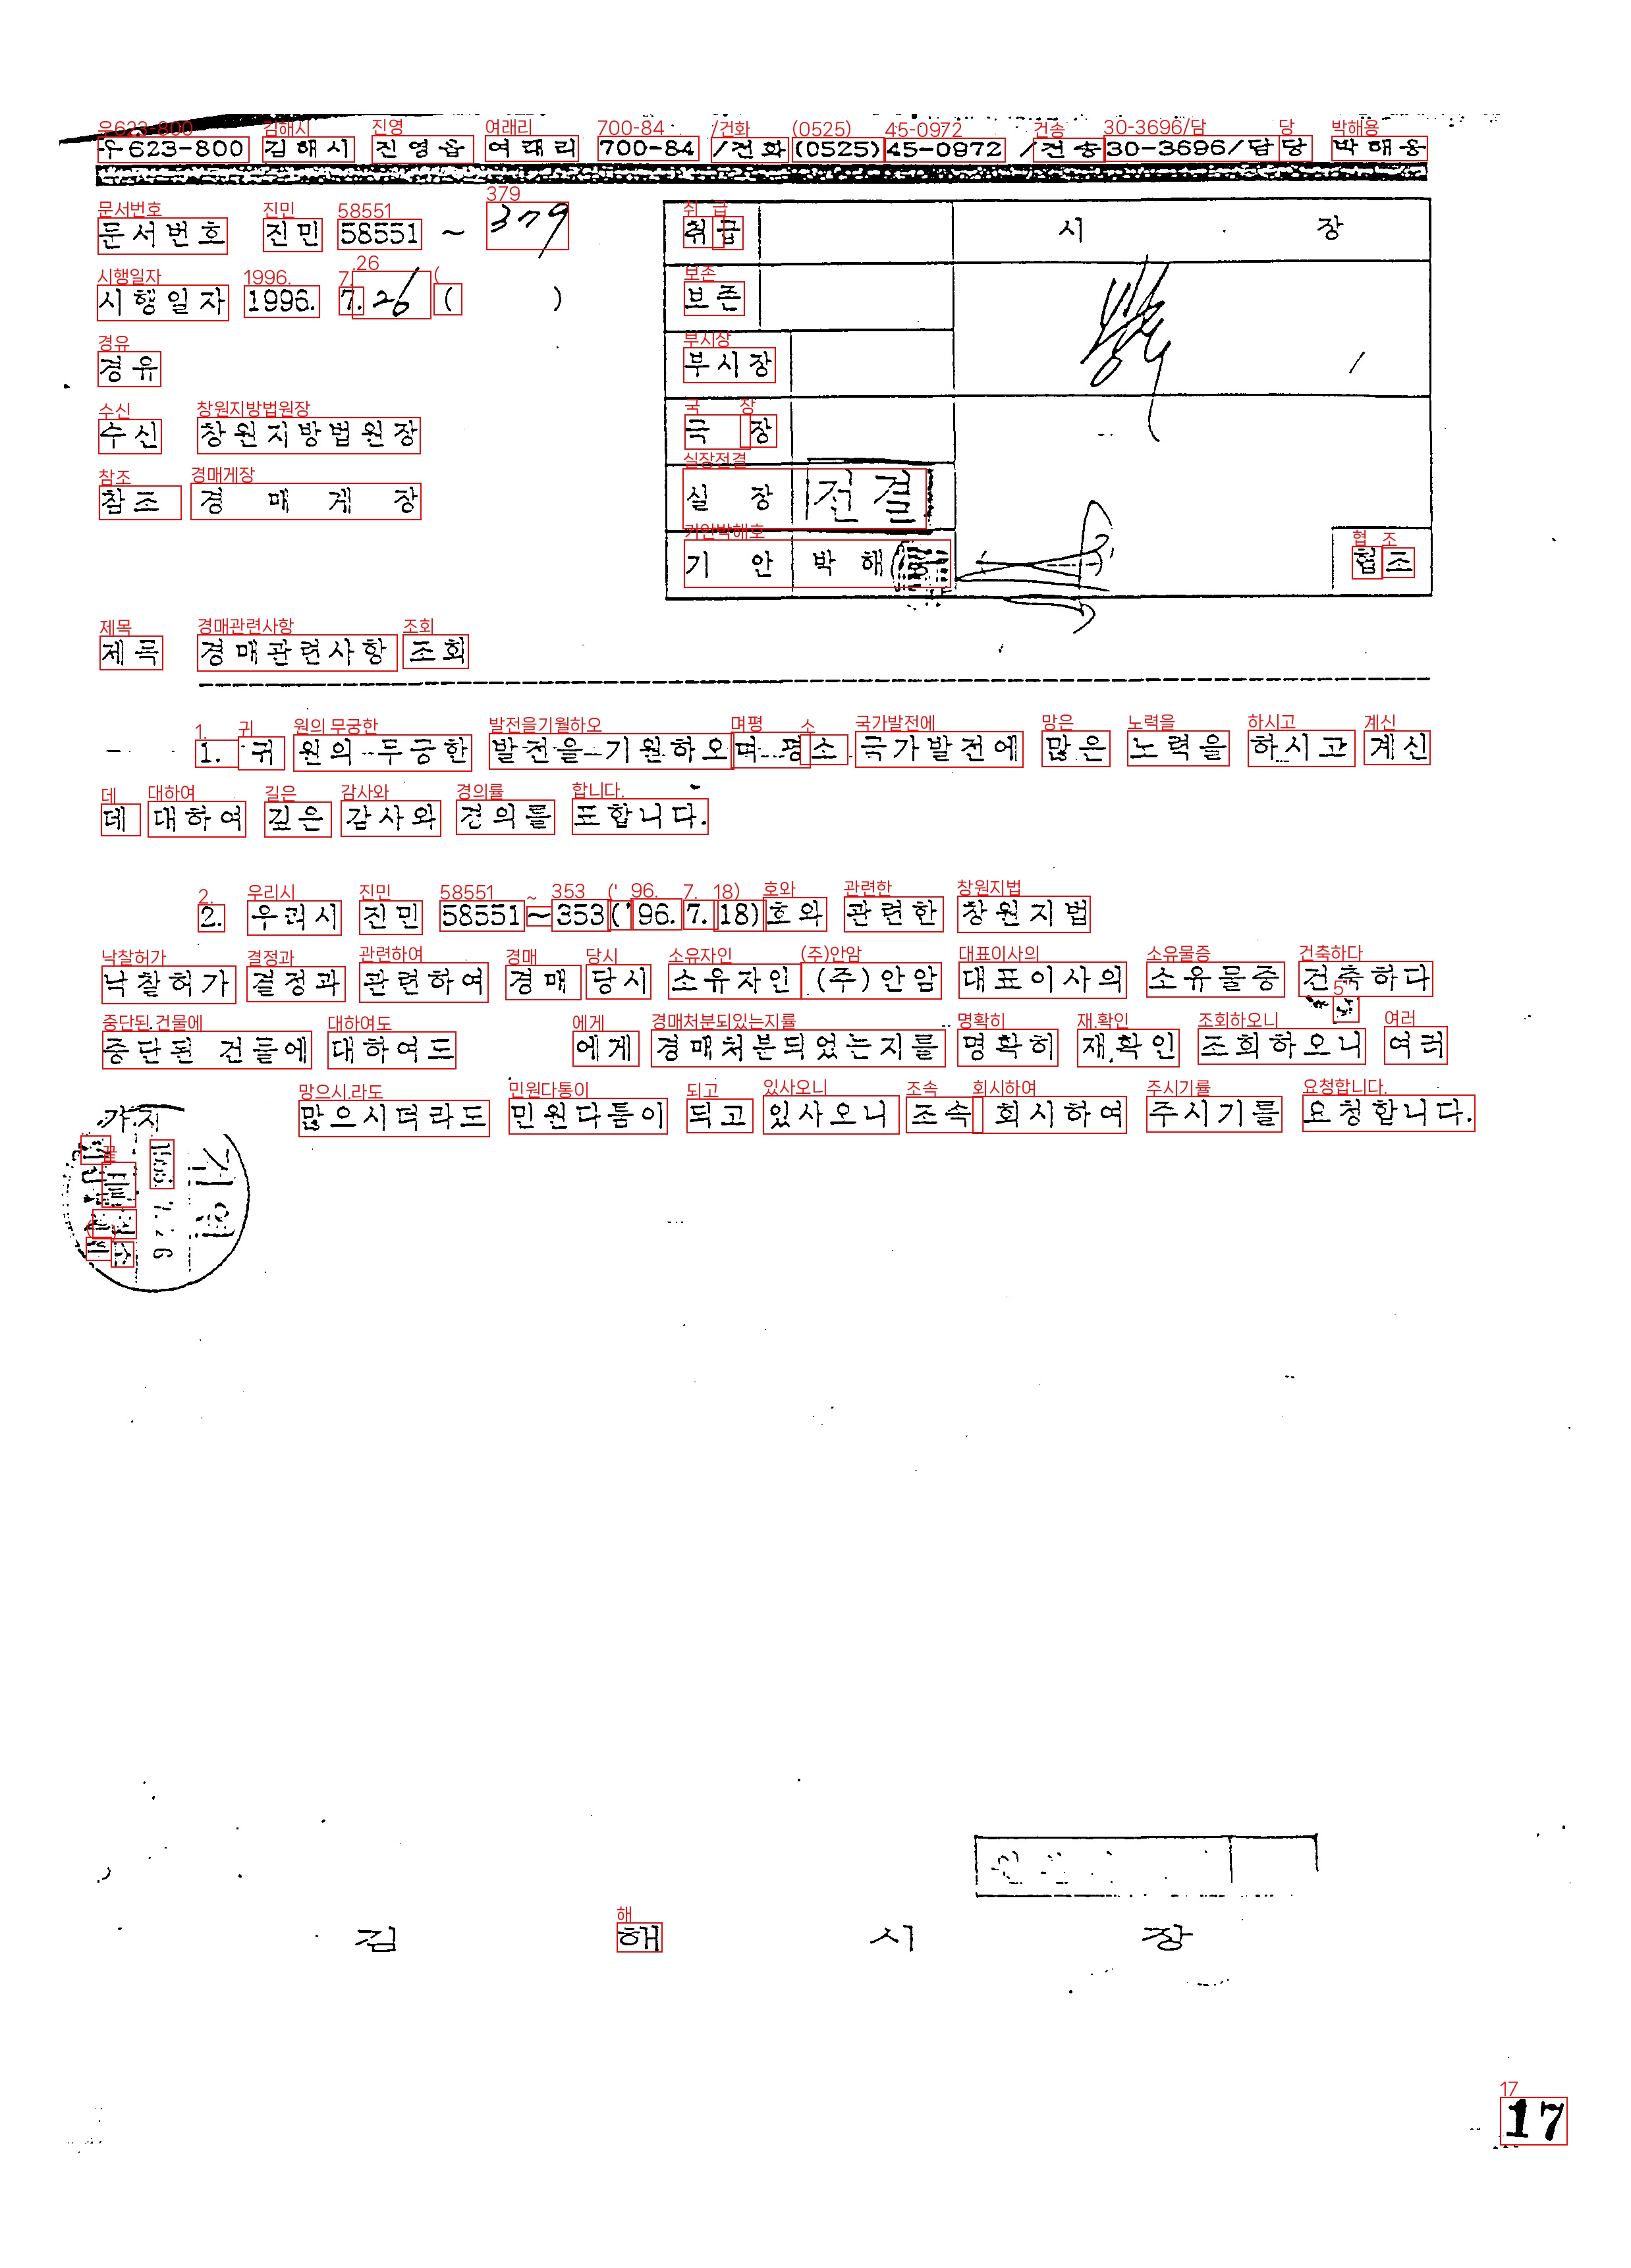 우623-800 김해시 진영읍 여래리 700-84 /전화 (0525)45-0972 /전송30-3696/담당 박해용
문서번호 진민 58551 ~ 379
시행일자 1996. 7. 26 ( )
경유
수신 창원지방법원장
참조 경매계장
취급 시 장
보존
부시장
국 장
실 장 전결
기 안 박해
협조
제목 경매관련사항 조회
1. 귀 원의 무궁한 발전을 기원하오며 평소 국가발전에 많은 노력을 하시고 계신
데 대하여 깊은 감사와 경의를 표합니다.
2. 우리시 진민 58551~353('96. 7. 18)호와 관련한 창원지법
낙찰허가 결정과 관련하여 경매 당시 소유자인 (주)안암 대표이사의 소유물중 건축하다
중단된 건물에 대하여도 에게 경매처분되었는지를 명확히 재확인 조회하오니 여러
가지 많으시더라도 민원다툼이 되고 있사오니 조속 회시하여 주시기를 요청합니다.
김 해 시 장
17